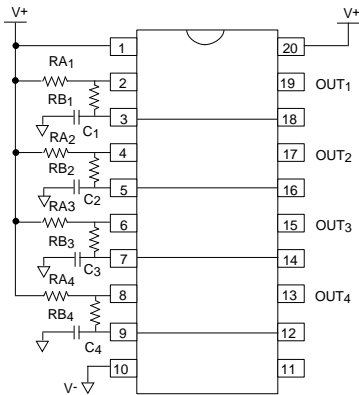 V+ V+
1 20
RA1
2 19 OUT1
RB1
3 18
C1
RA2
4 17 OUT2
RB2
5 16
C2
RA3
6 15 OUT3
RB3
7 14
C3
RA4
8 13 OUT4
RB4
9 12
C4
10 11
V-